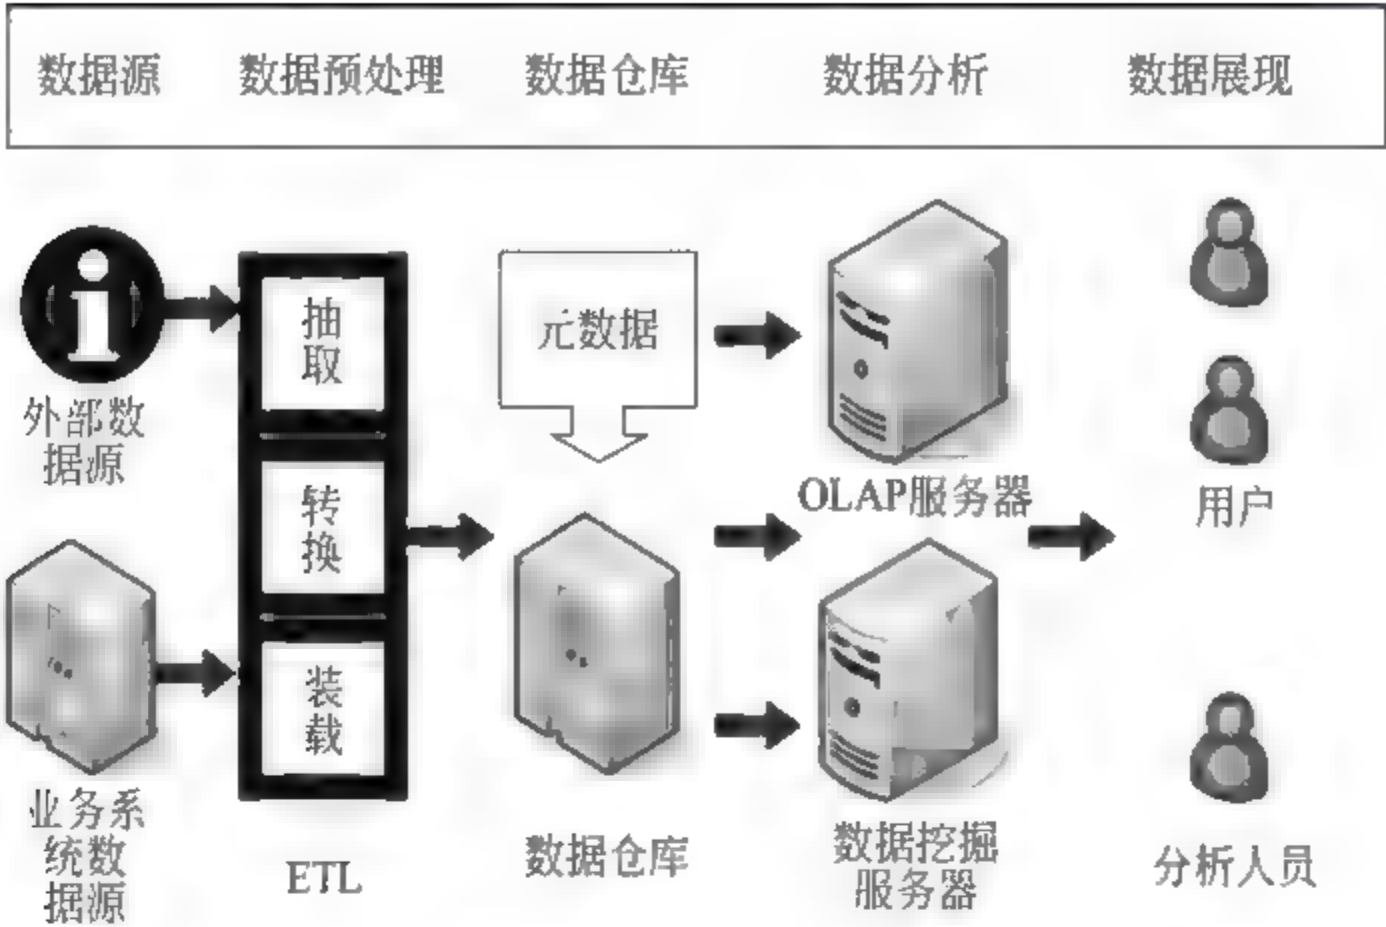 数据源 数据预处理 数据仓库 数据分析 数据展现
抽
取
元数据
外部数
据源
OLAP服务器
用户
转
换
装
载
业务系
统数
据源
ETL
数据仓库
数据挖掘
服务器
分析人员